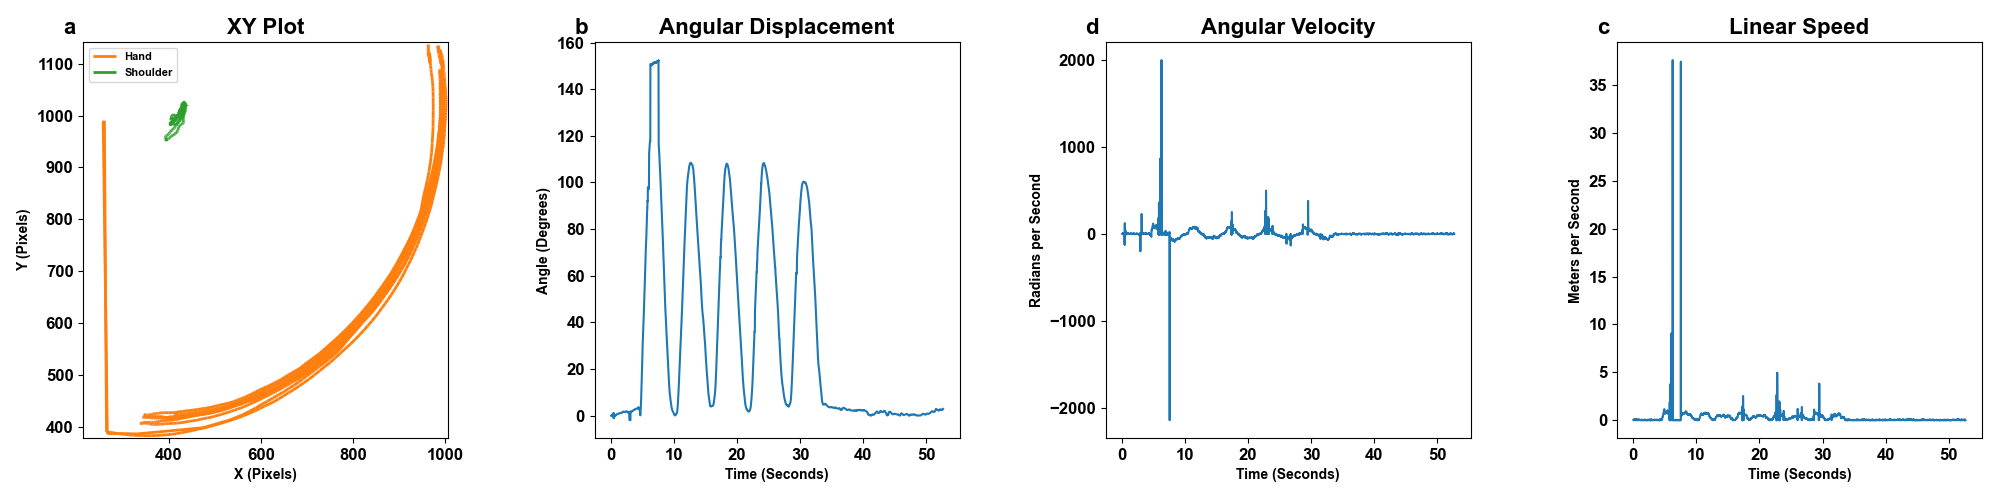 a XY Plot
Hand
Shoulder
1100
1000
900
800
700
600
500
400
Y (Pixels)
400 600 800 1000
X (Pixels)
b Angular Displacement
160
140
120
100
80
60
40
20
0
Angle (Degrees)
0 10 20 30 40 50
Time (Seconds)
d Angular Velocity
2000
1000
0
−1000
−2000
Radians per Second
0 10 20 30 40 50
Time (Seconds)
c Linear Speed
35
30
25
20
15
10
5
0
Meters per Second
0 10 20 30 40 50
Time (Seconds)